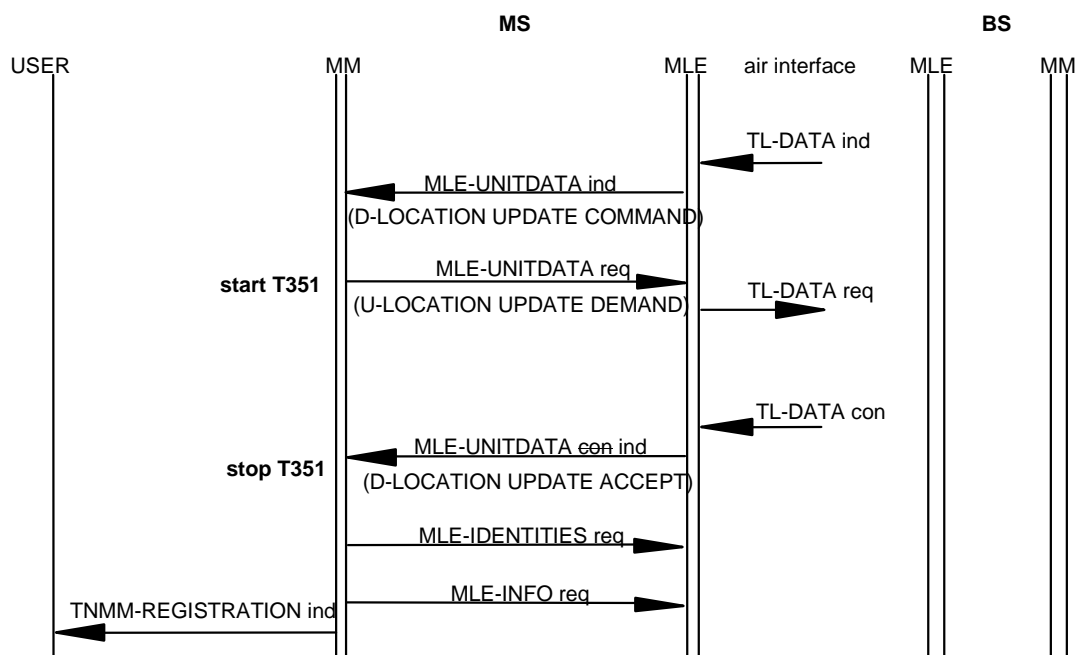 MS BS
USER MM MLE air interface MLE MM
TL-DATA ind
MLE-UNITDATA ind
(D-LOCATION UPDATE COMMAND)
MLE-UNITDATA req
start T351
(U-LOCATION UPDATE DEMAND)
TL-DATA req
TL-DATA con
MLE-UNITDATA con ind
stop T351
(D-LOCATION UPDATE ACCEPT)
MLE-IDENTITIES req
MLE-INFO req
TNMM-REGISTRATION ind